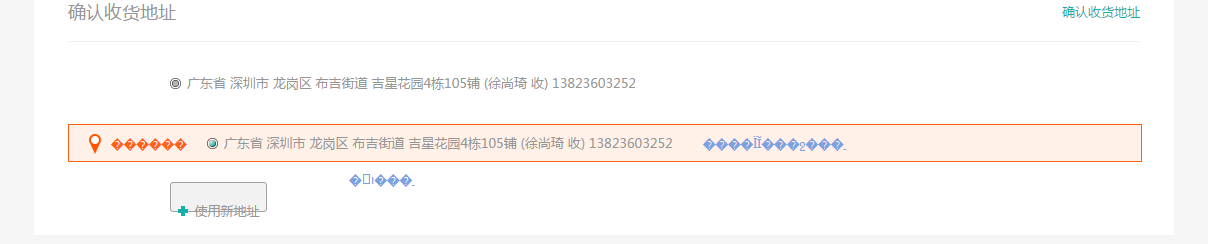 确认收货地址 确认收货地址
广东省 深圳市 龙岗区 布吉街道 吉星花园4栋105铺 (徐尚琦 收) 13823603252
������ 广东省 深圳市 龙岗区 布吉街道 吉星花园4栋105铺 (徐尚琦 收) 13823603252
使用新地址